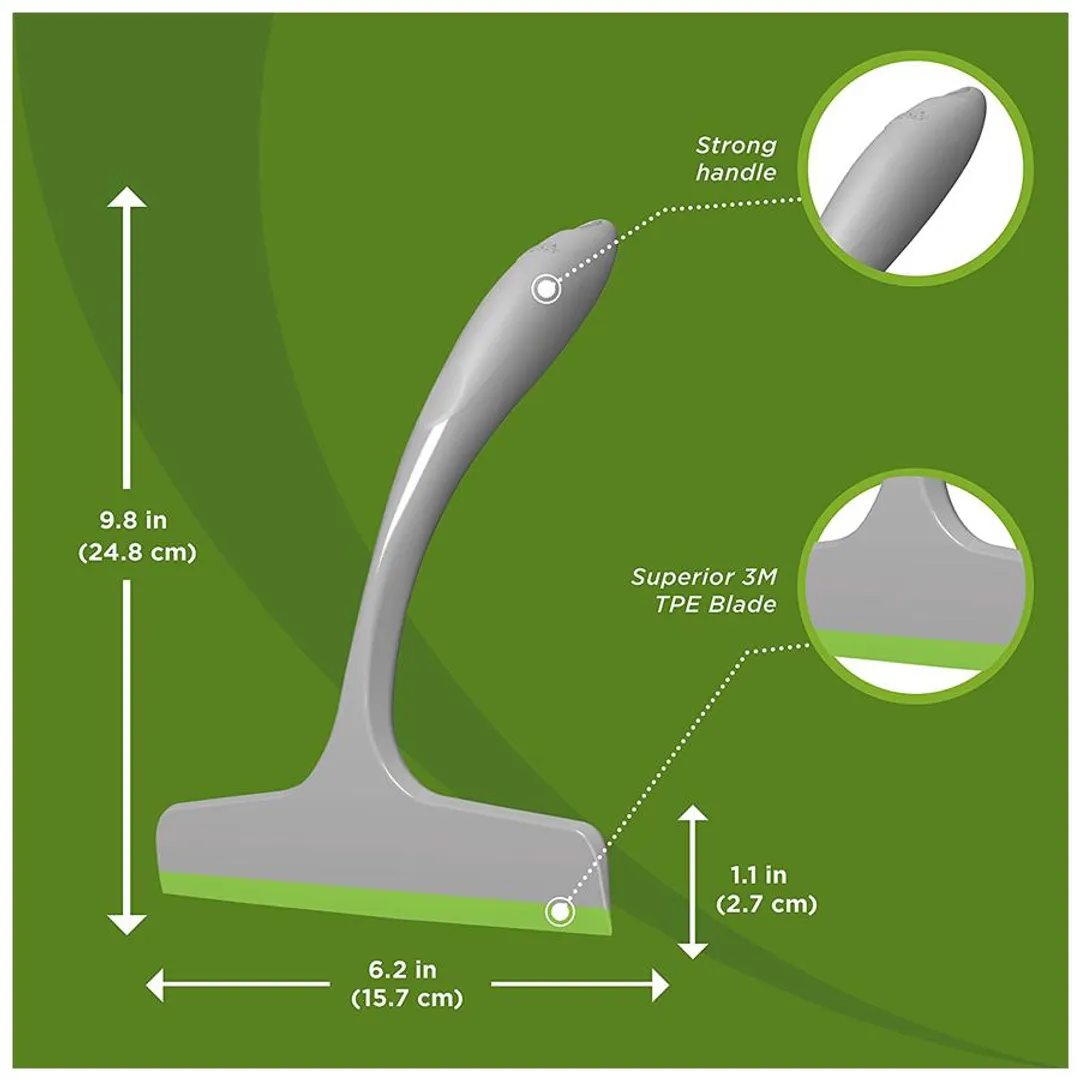 Strong
handle
9.8 in
(24.8 cm)
Superior 3M
TPE Blade
1.1 in
(2.7 cm)
6.2 in
(15.7 cm)